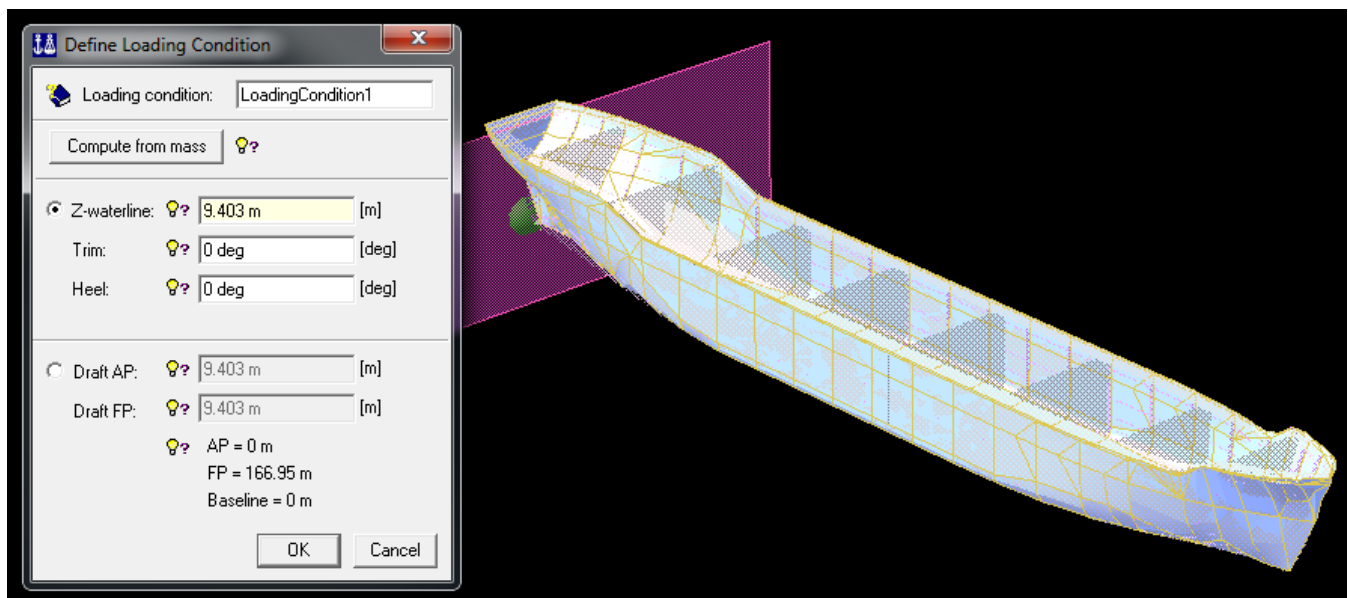 Define Loading Condition
Loading condition: LoadingCondition1
Compute from mass ?
Z-waterline: ? 9.403 m [m]
Trim: ? 0 deg [deg]
Heel: ? 0 deg [deg]
Draft AP: ? 9.403 m [m]
Draft FP: ? 9.403 m [m]
? AP = 0 m
FP = 166.95 m
Baseline = 0 m
OK Cancel